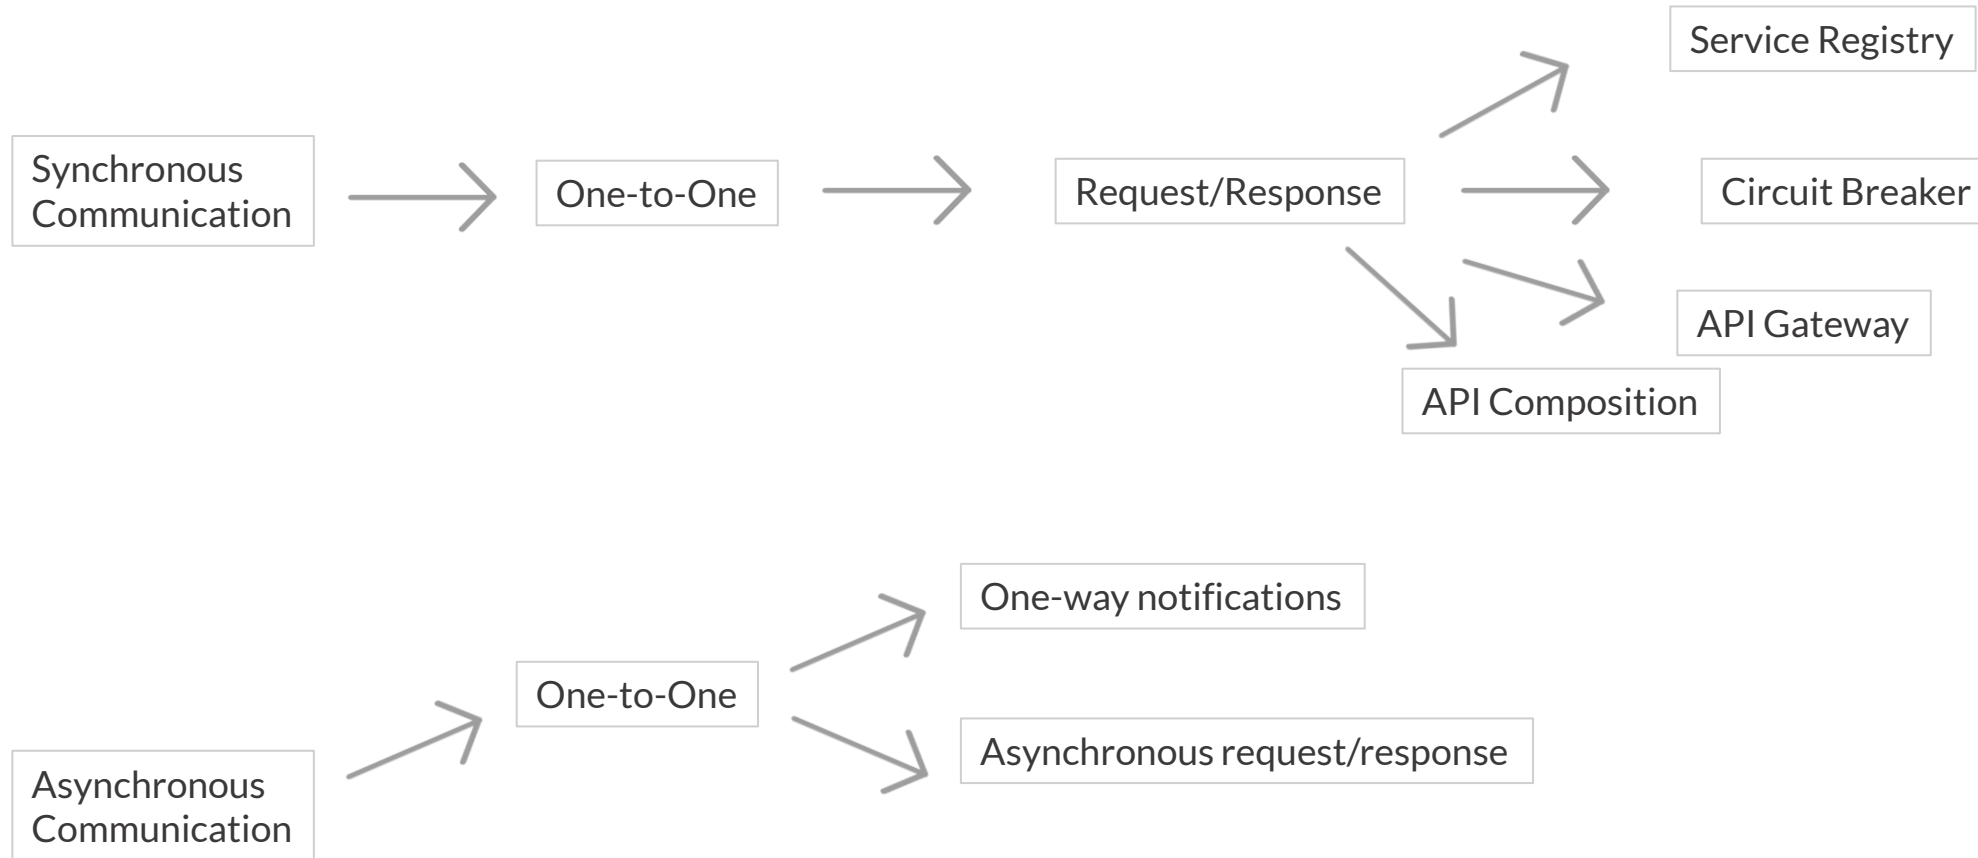 Service Registry
Synchronous
Communication
One-to-One
Request/Response
Circuit Breaker
API Gateway
API Composition
One-way notifications
One-to-One
Asynchronous request/response
Asynchronous
Communication